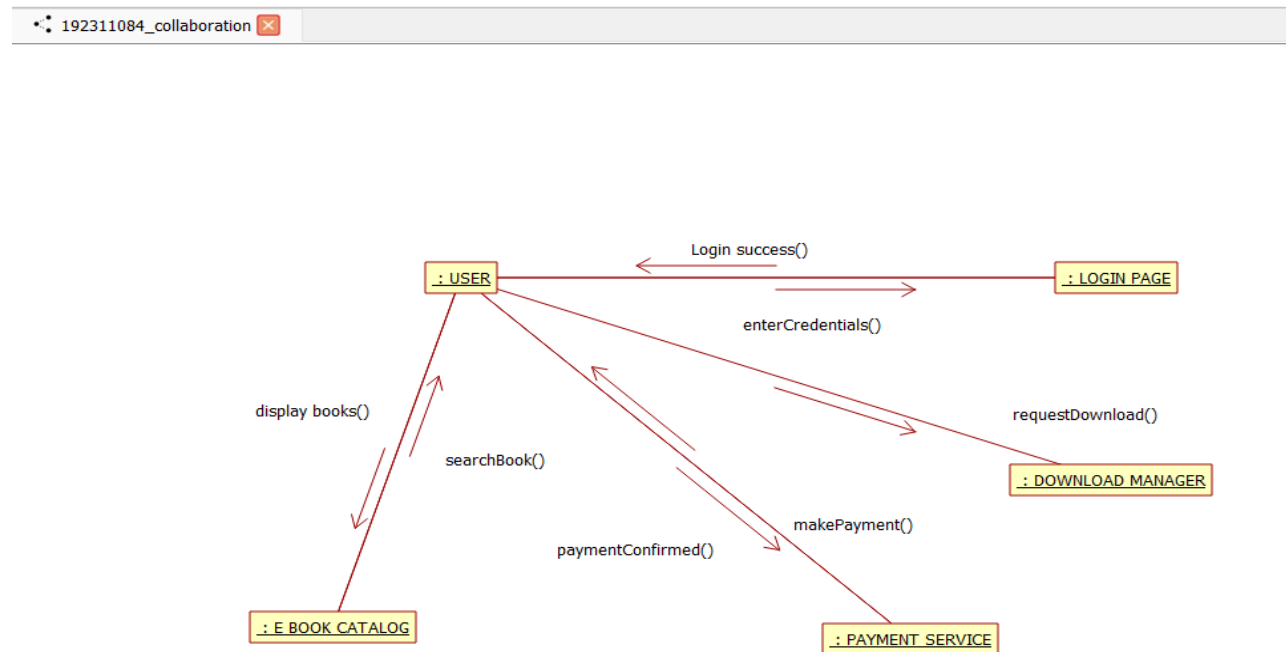 192311084_collaboration
Login success()
: USER
: LOGIN PAGE
enterCredentials()
display books()
requestDownload()
searchBook()
: DOWNLOAD MANAGER
makePayment()
paymentConfirmed()
: E BOOK CATALOG
: PAYMENT SERVICE